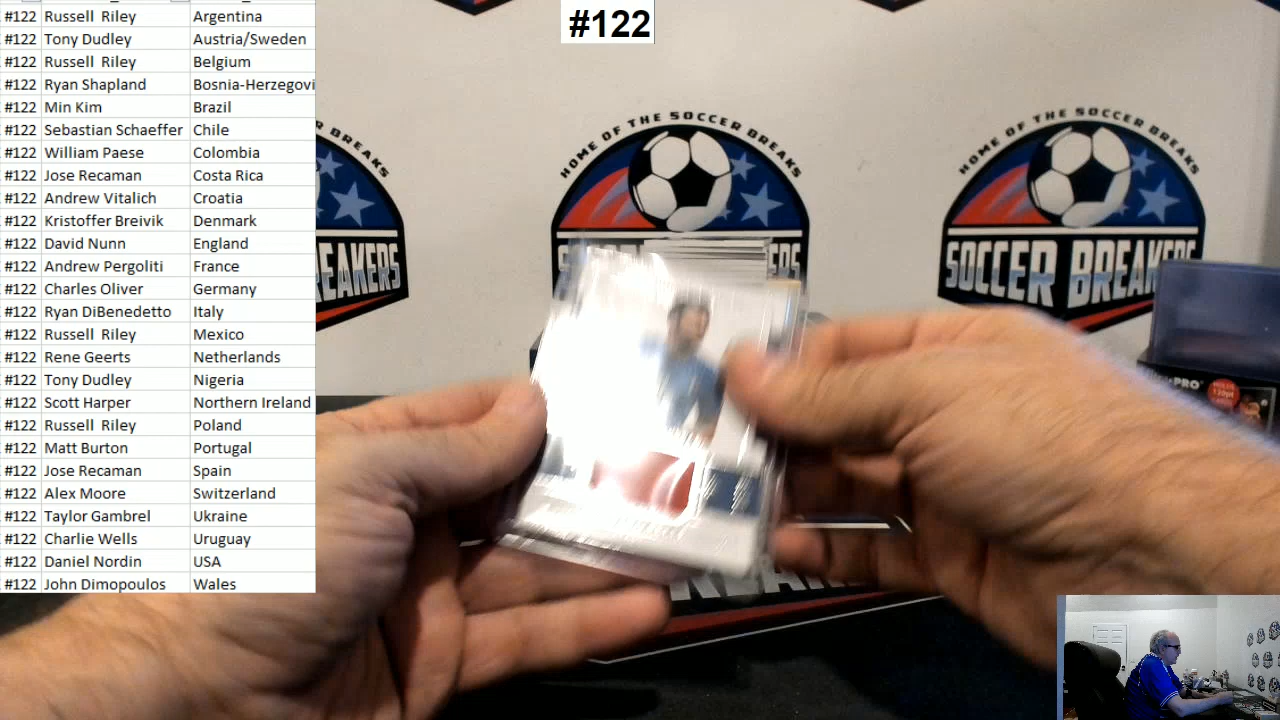 #122 Russell Riley Argentina
#122 Tony Dudley Austria/Sweden
#122 Russell Riley Belgium
#122 Ryan Shapland Bosnia-Herzegovi
#122 Min Kim Brazil
#122 Sebastian Schaeffer Chile
#122 William Paese Colombia
#122 Jose Recaman Costa Rica
#122 Andrew Vitalich Croatia
#122 Kristoffer Breivik Denmark
#122 David Nunn England
#122 Andrew Pergoliti France
#122 Charles Oliver Germany
#122 Ryan DiBenedetto Italy
#122 Russell Riley Mexico
#122 Rene Geerts Netherlands
#122 Tony Dudley Nigeria
#122 Scott Harper Northern Ireland
#122 Russell Riley Poland
#122 Matt Burton Portugal
#122 Jose Recaman Spain
#122 Alex Moore Switzerland
#122 Taylor Gambrel Ukraine
#122 Charlie Wells Uruguay
#122 Daniel Nordin USA
#122 John Dimopoulos Wales
#122
R BREAKS
EAKERS
HOME OF THE SOCCER BREAKS
HOME OF THE SOCCER BREAKS
SOCCER BREAKE
PRO